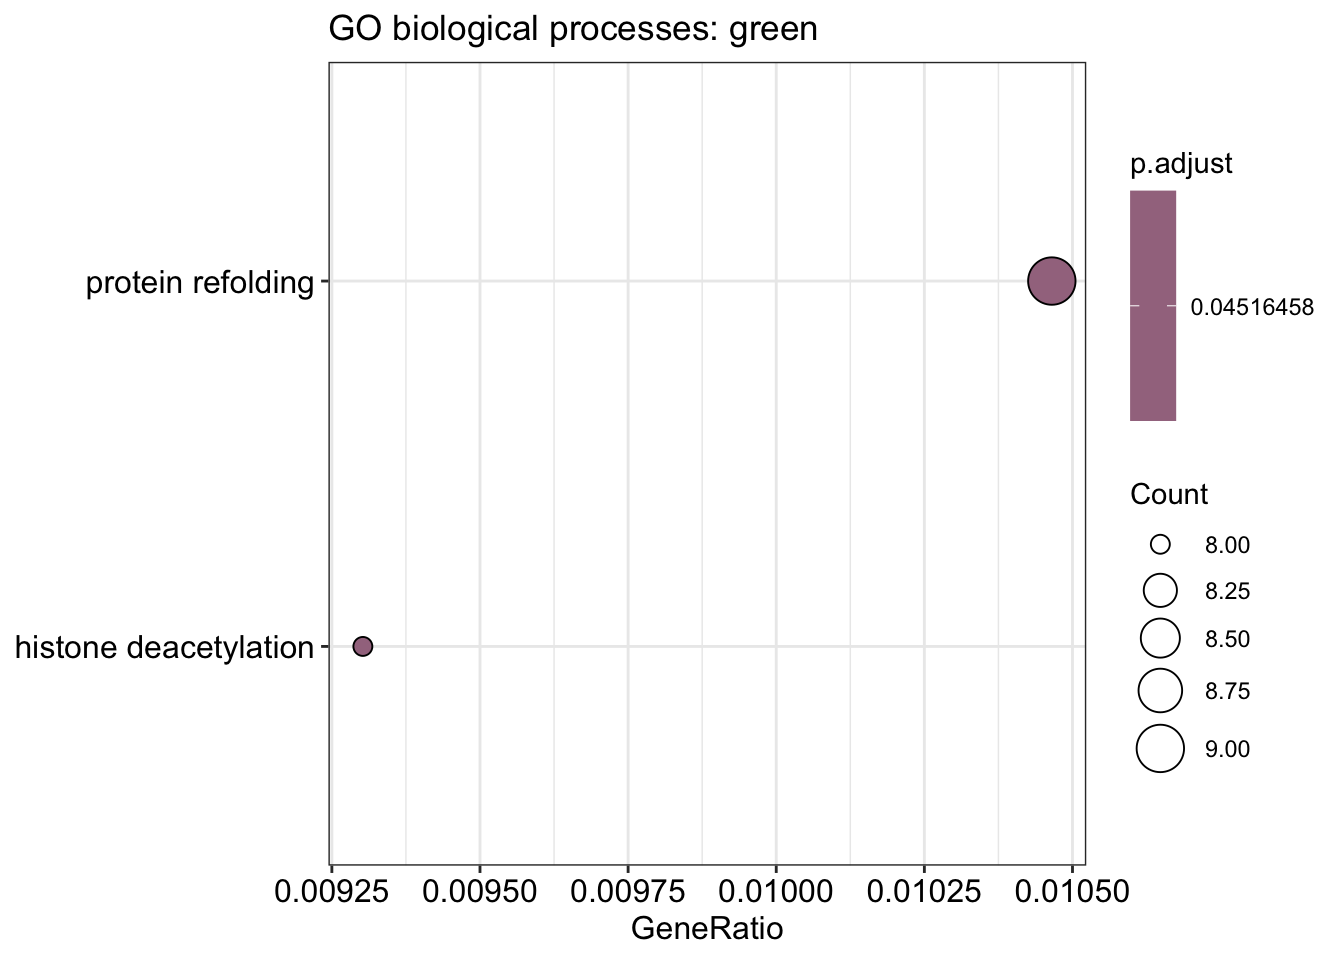 GO biological processes: green
protein refolding
histone deacetylation
0.00925 0.00950 0.00975 0.01000 0.01025 0.01050
GeneRatio
p.adjust
0.04516458
Count
8.00
8.25
8.50
8.75
9.00